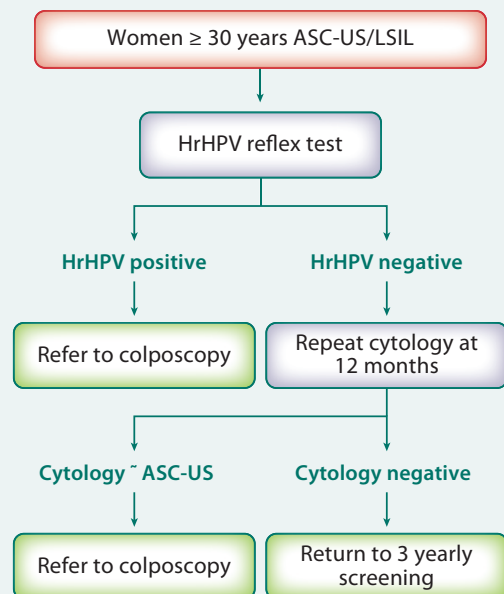 Women ≥ 30 years ASC-US/LSIL
HrHPV reflex test
HrHPV positive
HrHPV negative
Refer to colposcopy
Repeat cytology at
12 months
Cytology ˜ ASC-US
Cytology negative
Refer to colposcopy
Return to 3 yearly
screening